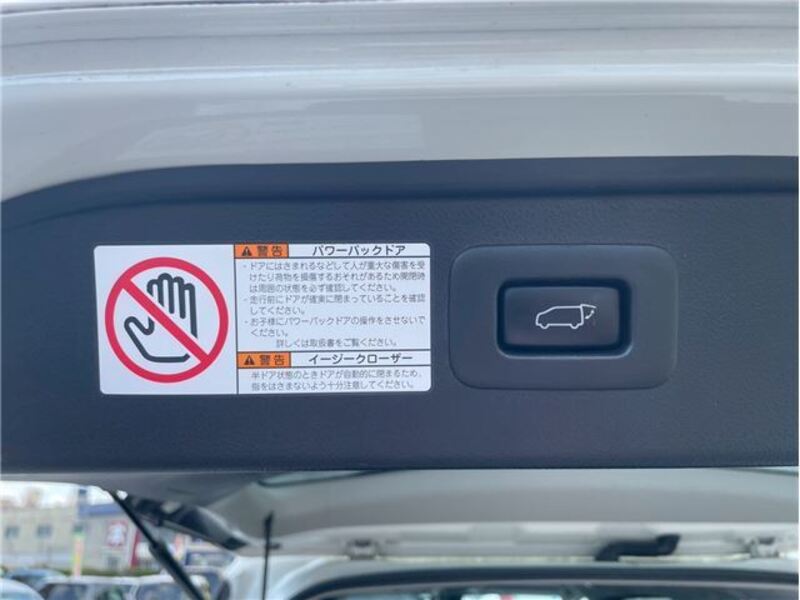 警告 パワーバックドア
・ドアにはさまれるなどして人が重大な傷害を受
けたり荷物を損傷するおそれがあるため開閉時
は周囲の状態を必ず確認してください。
・走行前にドアが確実に閉まっていることを確認
してください。
・お子様にパワーバックドアの操作をさせないで
ください。
詳しくは取扱書をご覧ください。
警告 イージークローザー
半ドア状態のときドアが自動的に閉まるため、
指をはさまないよう十分注意してください。